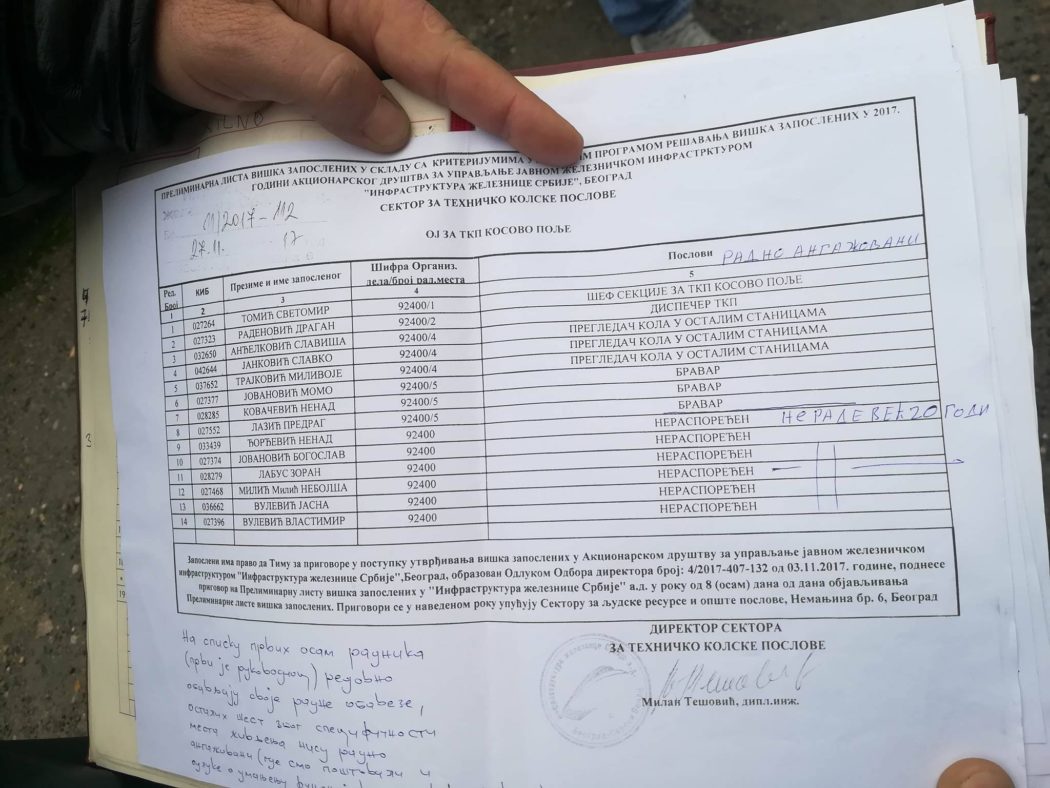 ПРЕЛИМИНАРНА ЛИСТА ВИШКА ЗАПОСЛЕНИХ У СКЛАДУ СА КРИТЕРИЈУМИМА У ПРОГРАМОМ РЕШАВАЊА ВИШКА ЗАПОСЛЕНИХ У 2017.
ГОДИНИ АКЦИОНАРСКОГ ДРУШТВА ЗА УПРАВЉАЊЕ ЈАВНОМ ЖЕЛЕЗНИЧКОМ ИНФРАСТРКТУРОМ
"ИНФРАСТРУКТУРА ЖЕЛЕЗНИЦЕ СРБИЈЕ", БЕОГРАД
СЕКТОР ЗА ТЕХНИЧКО КОЛСКЕ ПОСЛОВЕ
11/2017-112
27.11. 17
ОЈ ЗА ТКП КОСОВО ПОЉЕ
Ред. Број КИБ Презиме и име запосленог Шифра Организ. дела/број рад.места Послови РАДНО АНГАЖОВАНИ
1 2 3 4 5
1 027264 ТОМИЋ СВЕТОМИР 92400/1 ШЕФ СЕКЦИЈЕ ЗА ТКП КОСОВО ПОЉЕ
2 027323 РАДЕНОВИЋ ДРАГАН 92400/2 ДИСПЕЧЕР ТКП
3 032650 АНЂЕЛКОВИЋ СЛАВИША 92400/4 ПРЕГЛЕДАЧ КОЛА У ОСТАЛИМ СТАНИЦАМА
4 042644 ЈАНКОВИЋ СЛАВКО 92400/4 ПРЕГЛЕДАЧ КОЛА У ОСТАЛИМ СТАНИЦАМА
5 037652 ТРАЈКОВИЋ МИЛИВОЈЕ 92400/4 ПРЕГЛЕДАЧ КОЛА У ОСТАЛИМ СТАНИЦАМА
6 027377 ЈОВАНОВИЋ МОМО 92400/5 БРАВАР
7 028285 КОВАЧЕВИЋ НЕНАД 92400/5 БРАВАР
8 027552 ЛАЗИЋ ПРЕДРАГ 92400/5 БРАВАР
9 033439 ЂОРЂЕВИЋ НЕНАД 92400 НЕРАСПОРЕЂЕН НЕ РАДЕ ВЕЋ 20 ГОДИ
10 027374 ЈОВАНОВИЋ БОГОСЛАВ 92400 НЕРАСПОРЕЂЕН
11 028279 ЛАБУС ЗОРАН 92400 НЕРАСПОРЕЂЕН
12 027468 МИЛИЋ Милић НЕБОЈША 92400 НЕРАСПОРЕЂЕН
13 036662 ВУЛЕВИЋ ЈАСНА 92400 НЕРАСПОРЕЂЕН
14 027396 ВУЛЕВИЋ ВЛАСТИМИР 92400 НЕРАСПОРЕЂЕН
Запослени има право да Тиму за приговоре у поступку утврђивања вишка запослених у Акционарском друштву за управљање јавном железничком
инфраструктуром "Инфраструктура железнице Србије",Београд, образован Одлуком Одбора директора број: 4/2017-407-132 од 03.11.2017. године, поднесе
приговор на Прелиминарну листу вишка запослених у "Инфраструктура железнице Србије" а.д. у року од 8 (осам) дана од дана објављивања
Прелиминарне листе вишка запослених. Приговори се у наведеном року упућују Сектору за људске ресурсе и опште послове, Немањина бр. 6, Београд
ДИРЕКТОР СЕКТОРА
ЗА ТЕХНИЧКО КОЛСКЕ ПОСЛОВЕ
Милан Тешовић, дипл.инж.
На списку првих осам радника
(први је руководиоц) редовно
обављају своје радне обавезе,
осталих шест због специфичности
места живљења нису радно
ангажовани (где смо поштовали и
одлуке о умањењу